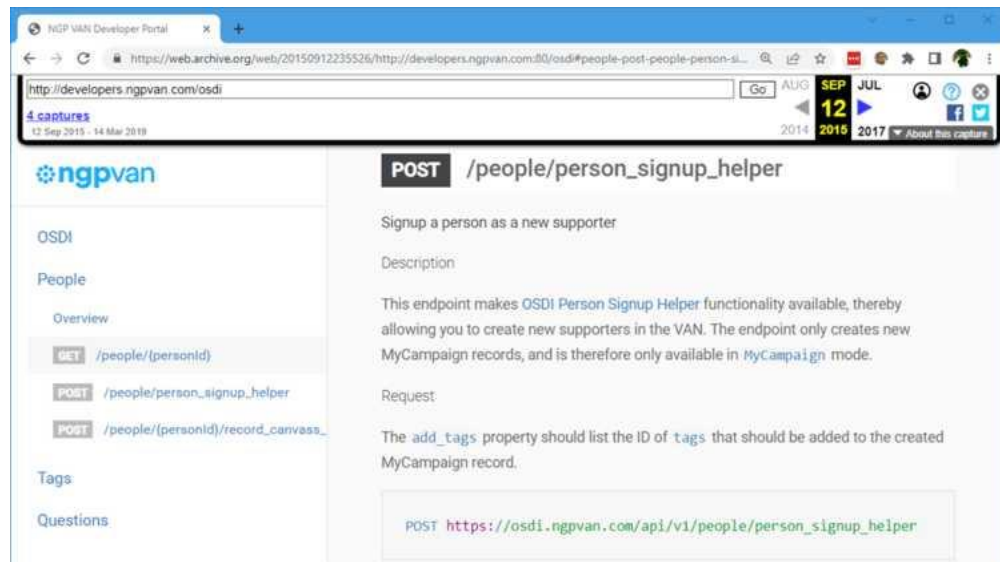 NGP VAN Developer Portal
https://web.archive.org/web/20150912235526/http://developers.ngpvan.com:80/osdi#people-post-people-person-si...
http://developers.ngpvan.com/osdi Go AUG SEP JUL
4 captures 12
12 Sep 2015 - 14 Mar 2019 2014 2015 2017 About this capture
ngpvan
OSDI
People
Overview
GET /people/{personId}
POST /people/person_signup_helper
POST /people/{personId}/record_canvass_
Tags
Questions
POST /people/person_signup_helper
Signup a person as a new supporter
Description
This endpoint makes OSDI Person Signup Helper functionality available, thereby
allowing you to create new supporters in the VAN. The endpoint only creates new
MyCampaign records, and is therefore only available in MyCampaign mode.
Request
The add_tags property should list the ID of tags that should be added to the created
MyCampaign record.
POST https://osdi.ngpvan.com/api/v1/people/person_signup_helper